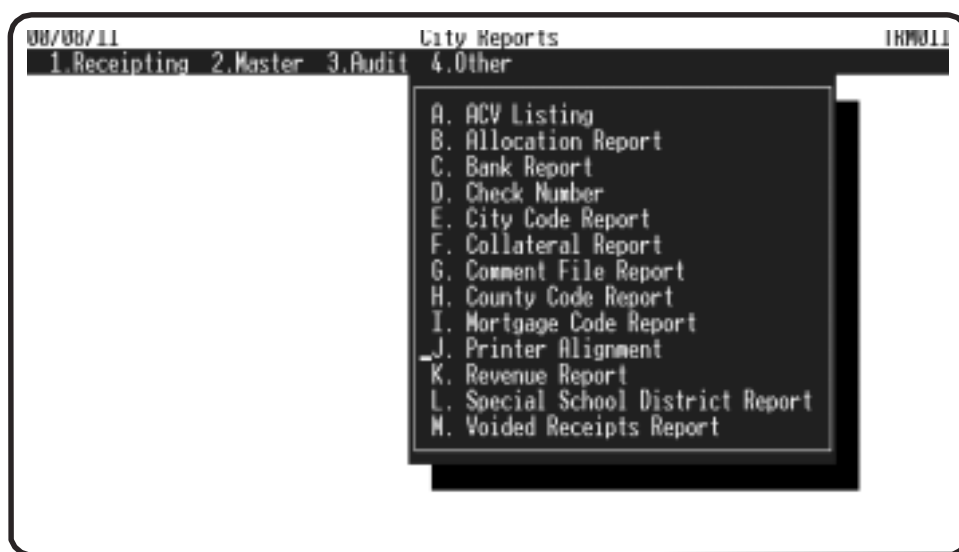 00/08/11 City Reports TRM011
1.Receipting 2.Master 3.Audit 4.Other
A. ACV Listing
B. Allocation Report
C. Bank Report
D. Check Number
E. City Code Report
F. Collateral Report
G. Comment File Report
H. County Code Report
I. Mortgage Code Report
J. Printer Alignment
K. Revenue Report
L. Special School District Report
M. Voided Receipts Report